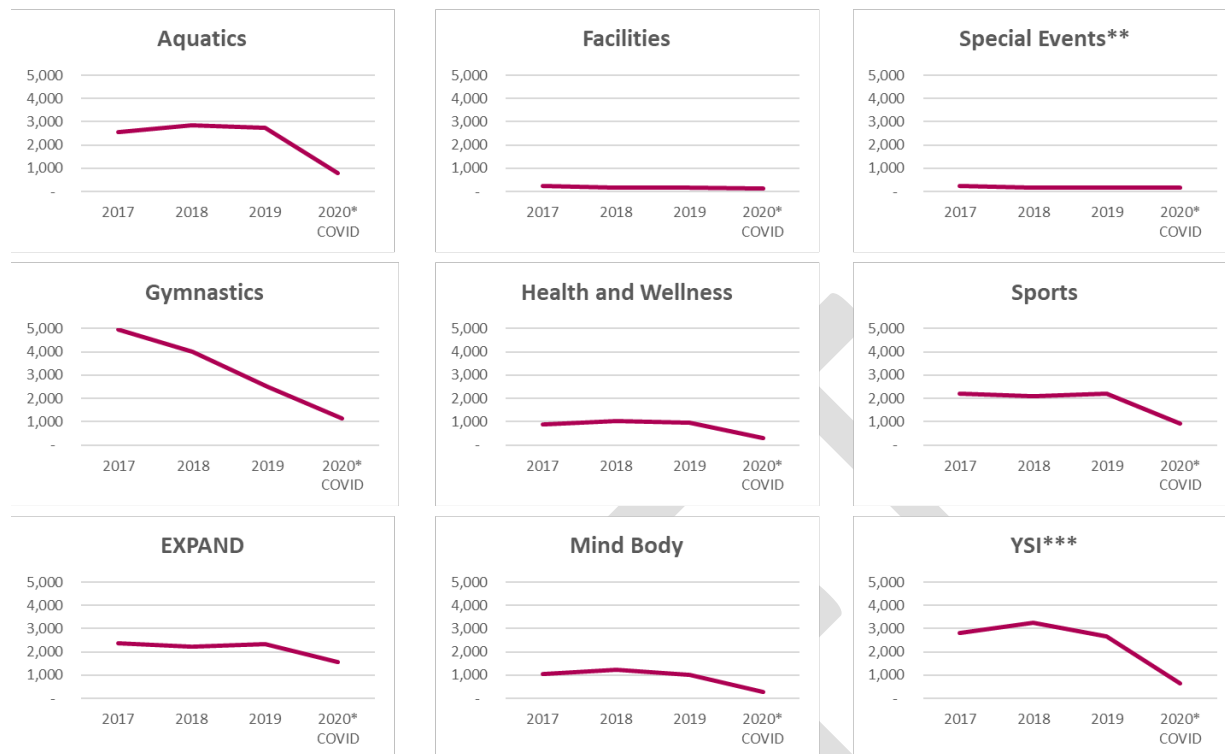 Aquatics
5,000
4,000
3,000
2,000
1,000
-
2017 2018 2019 2020*
COVID
Facilities
5,000
4,000
3,000
2,000
1,000
-
2017 2018 2019 2020*
COVID
Special Events**
5,000
4,000
3,000
2,000
1,000
-
2017 2018 2019 2020*
COVID
Gymnastics
5,000
4,000
3,000
2,000
1,000
-
2017 2018 2019 2020*
COVID
Health and Wellness
5,000
4,000
3,000
2,000
1,000
-
2017 2018 2019 2020*
COVID
Sports
5,000
4,000
3,000
2,000
1,000
-
2017 2018 2019 2020*
COVID
EXPAND
5,000
4,000
3,000
2,000
1,000
-
2017 2018 2019 2020*
COVID
Mind Body
5,000
4,000
3,000
2,000
1,000
-
2017 2018 2019 2020*
COVID
YSI***
5,000
4,000
3,000
2,000
1,000
-
2017 2018 2019 2020*
COVID